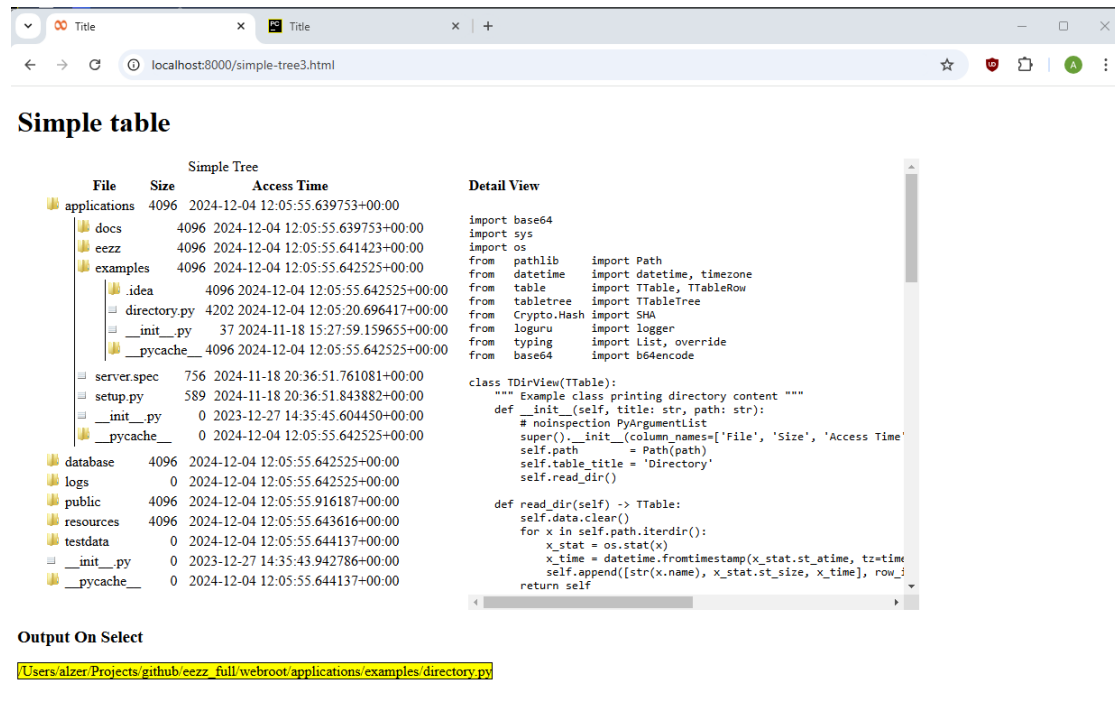 Title
Title
localhost:8000/simple-tree3.html
A
Simple table
Simple Tree
File Size Access Time
applications 4096 2024-12-04 12:05:55.639753+00:00
docs 4096 2024-12-04 12:05:55.639753+00:00
eezz 4096 2024-12-04 12:05:55.641423+00:00
examples 4096 2024-12-04 12:05:55.642525+00:00
.idea 4096 2024-12-04 12:05:55.642525+00:00
directory.py 4202 2024-12-04 12:05:20.696417+00:00
__init__.py 37 2024-11-18 15:27:59.159655+00:00
__pycache__ 4096 2024-12-04 12:05:55.642525+00:00
server.spec 756 2024-11-18 20:36:51.761081+00:00
setup.py 589 2024-11-18 20:36:51.843882+00:00
__init__.py 0 2023-12-27 14:35:45.604450+00:00
__pycache__ 0 2024-12-04 12:05:55.642525+00:00
database 4096 2024-12-04 12:05:55.642525+00:00
logs 0 2024-12-04 12:05:55.642525+00:00
public 4096 2024-12-04 12:05:55.916187+00:00
resources 4096 2024-12-04 12:05:55.643616+00:00
testdata 0 2024-12-04 12:05:55.644137+00:00
__init__.py 0 2023-12-27 14:35:43.942786+00:00
__pycache__ 0 2024-12-04 12:05:55.644137+00:00
Detail View
import base64
import sys
import os
from pathlib import Path
from datetime import datetime, timezone
from table import TTable, TTableRow
from tabletree import TTableTree
from Crypto.Hash import SHA
from loguru import logger
from typing import List, override
from base64 import b64encode
class TDirView(TTable):
""" Example class printing directory content """
def __init__(self, title: str, path: str):
# noinspection PyArgumentList
super().__init__(column_names=['File', 'Size', 'Access Time'
self.path = Path(path)
self.table_title = 'Directory'
self.read_dir()
def read_dir(self) -> TTable:
self.data.clear()
for x in self.path.iterdir():
x_stat = os.stat(x)
x_time = datetime.fromtimestamp(x_stat.st_atime, tz=time
self.append([str(x.name), x_stat.st_size, x_time], row_i
return self
Output On Select
/Users/alzer/Projects/github/eezz_full/webroot/applications/examples/directory.py